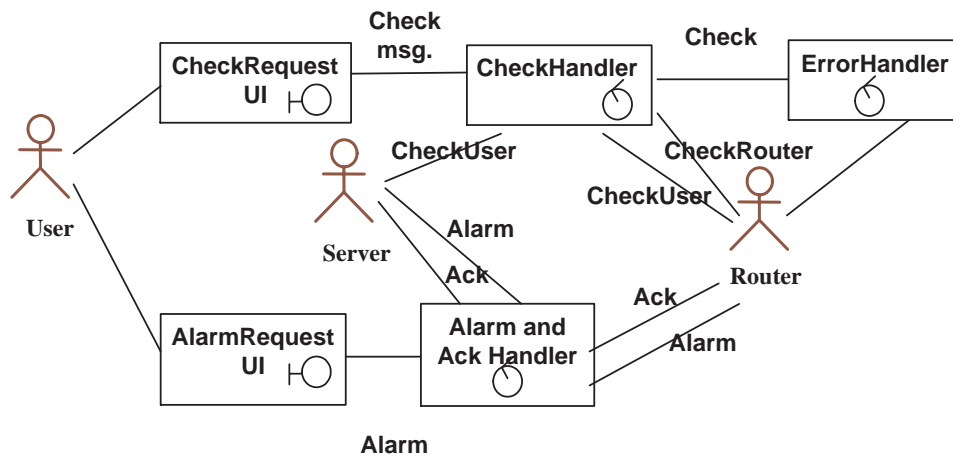 Check
msg.
Check
CheckRequest
UI
CheckHandler
ErrorHandler
CheckUser
CheckRouter
CheckUser
User
Server
Alarm
Ack
Router
Ack
Alarm
AlarmRequest
UI
Alarm and
Ack Handler
Alarm